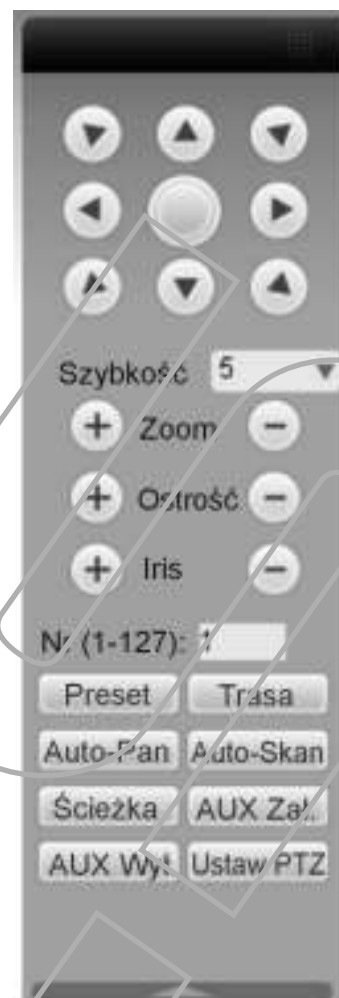 Szybkość 5
+ Zoom −
+ Ostrość −
+ Iris −
Nr (1-127): 1
Preset Trasa
Auto-Pan Auto-Skan
Ścieżka AUX Zał.
AUX Wył Ustaw PTZ